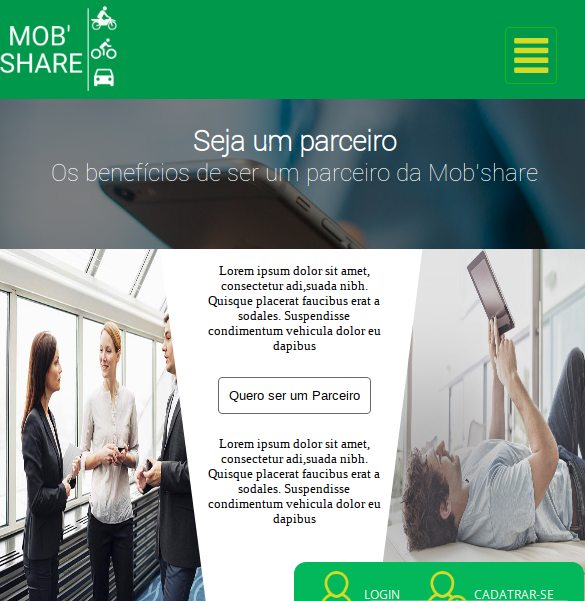 MOB'
SHARE
Seja um parceiro
Os benefícios de ser um parceiro da Mob'share
Lorem ipsum dolor sit amet,
consectetur adi,suada nibh.
Quisque placerat faucibus erat a
sodales. Suspendisse
condimentum vehicula dolor eu
dapibus
Quero ser um Parceiro
Lorem ipsum dolor sit amet,
consectetur adi,suada nibh.
Quisque placerat faucibus erat a
sodales. Suspendisse
condimentum vehicula dolor eu
dapibus
LOGIN
CADATRAR-SE